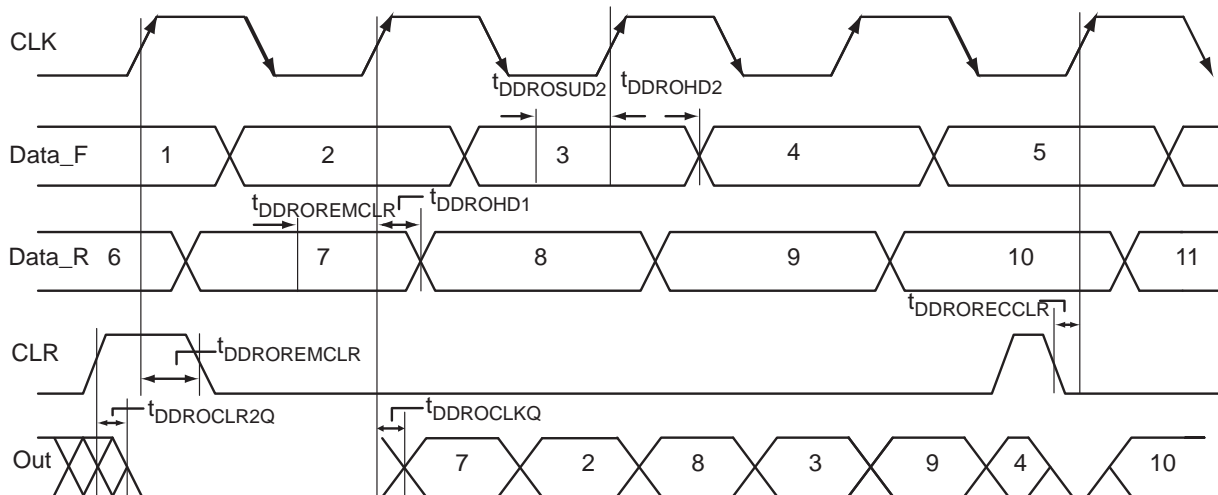 CLK
tDDROSUD2 tDDROHD2
Data_F 1 2 3 4 5
tDDROREMCLR tDDROHD1
Data_R 6 7 8 9 10 11
tDDRORECCLR
CLR
tDDROREMCLR
tDDROCLR2Q tDDROCLKQ
Out 7 2 8 3 9 4 10